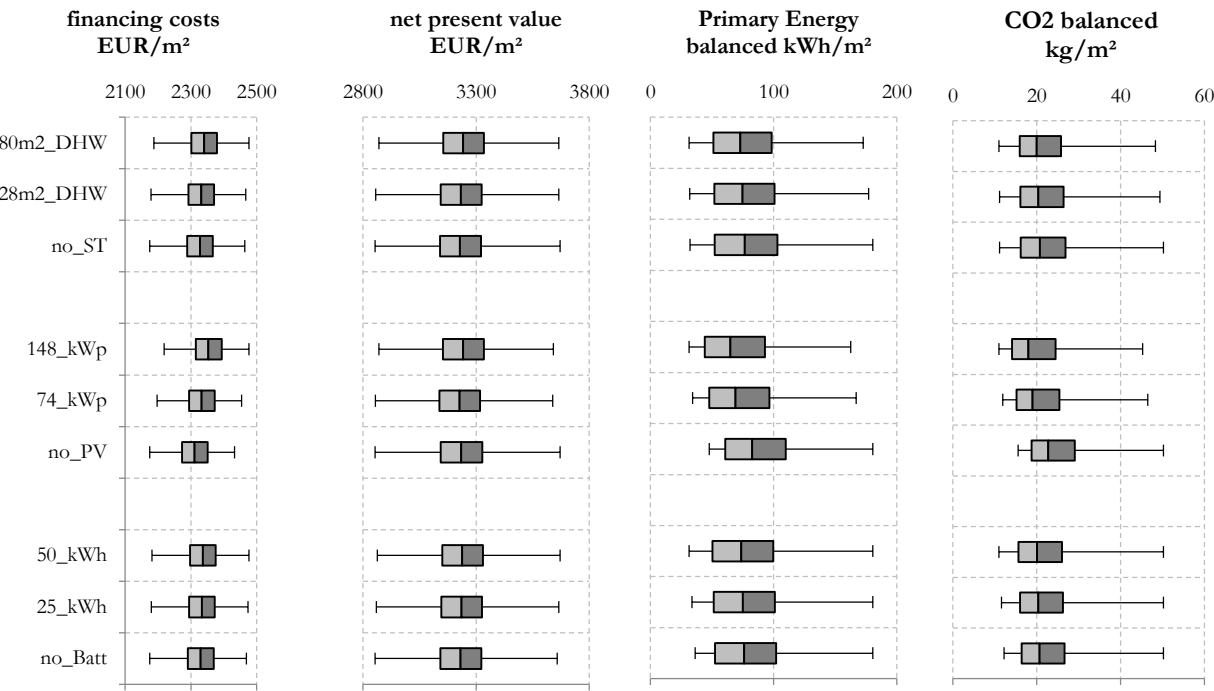 financing costs
EUR/m²
net present value
EUR/m²
Primary Energy
balanced kWh/m²
CO2 balanced
kg/m²
2100 2300 2500
2800 3300 3800
0 100 200
0 20 40 60
80m2_DHW
28m2_DHW
no_ST
148_kWp
74_kWp
no_PV
50_kWh
25_kWh
no_Batt